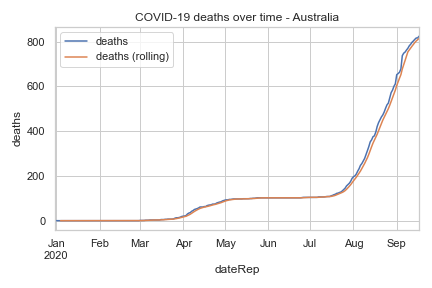 COVID-19 deaths over time - Australia
deaths
deaths (rolling)
800
600
400
200
0
deaths
Jan Feb Mar Apr May Jun Jul Aug Sep
2020
dateRep